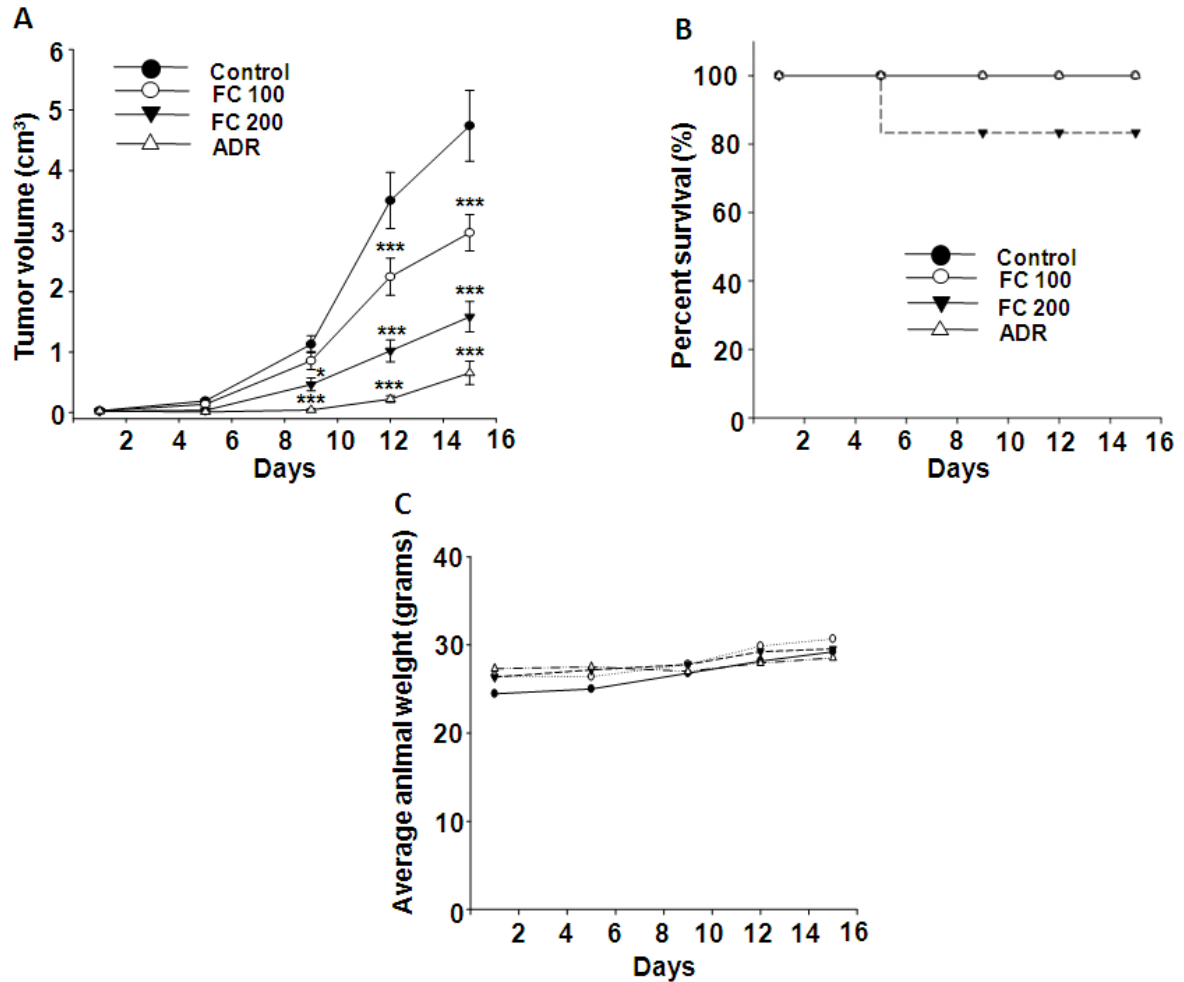 A
Tumor volume (cm³)
6
5
4
3
2
1
0
Control
FC 100
FC 200
ADR
***
***
***
***
***
***
*
***
2 4 6 8 10 12 14 16
Days
B
Percent survival (%)
100
80
60
40
20
0
Control
FC 100
FC 200
ADR
2 4 6 8 10 12 14 16
Days
C
Average animal weight (grams)
40
30
20
10
0
2 4 6 8 10 12 14 16
Days